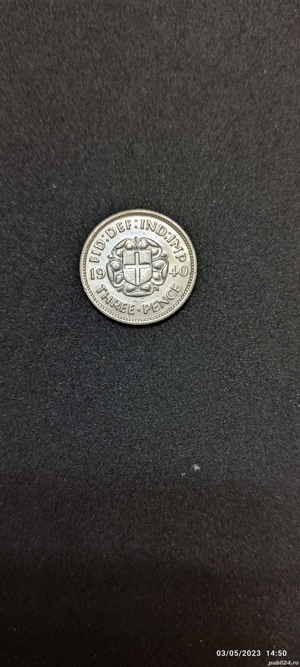 FID:DEF:IND:IMP
19 40
THREE·PENCE
03/05/2023 14:50
publi24.ro